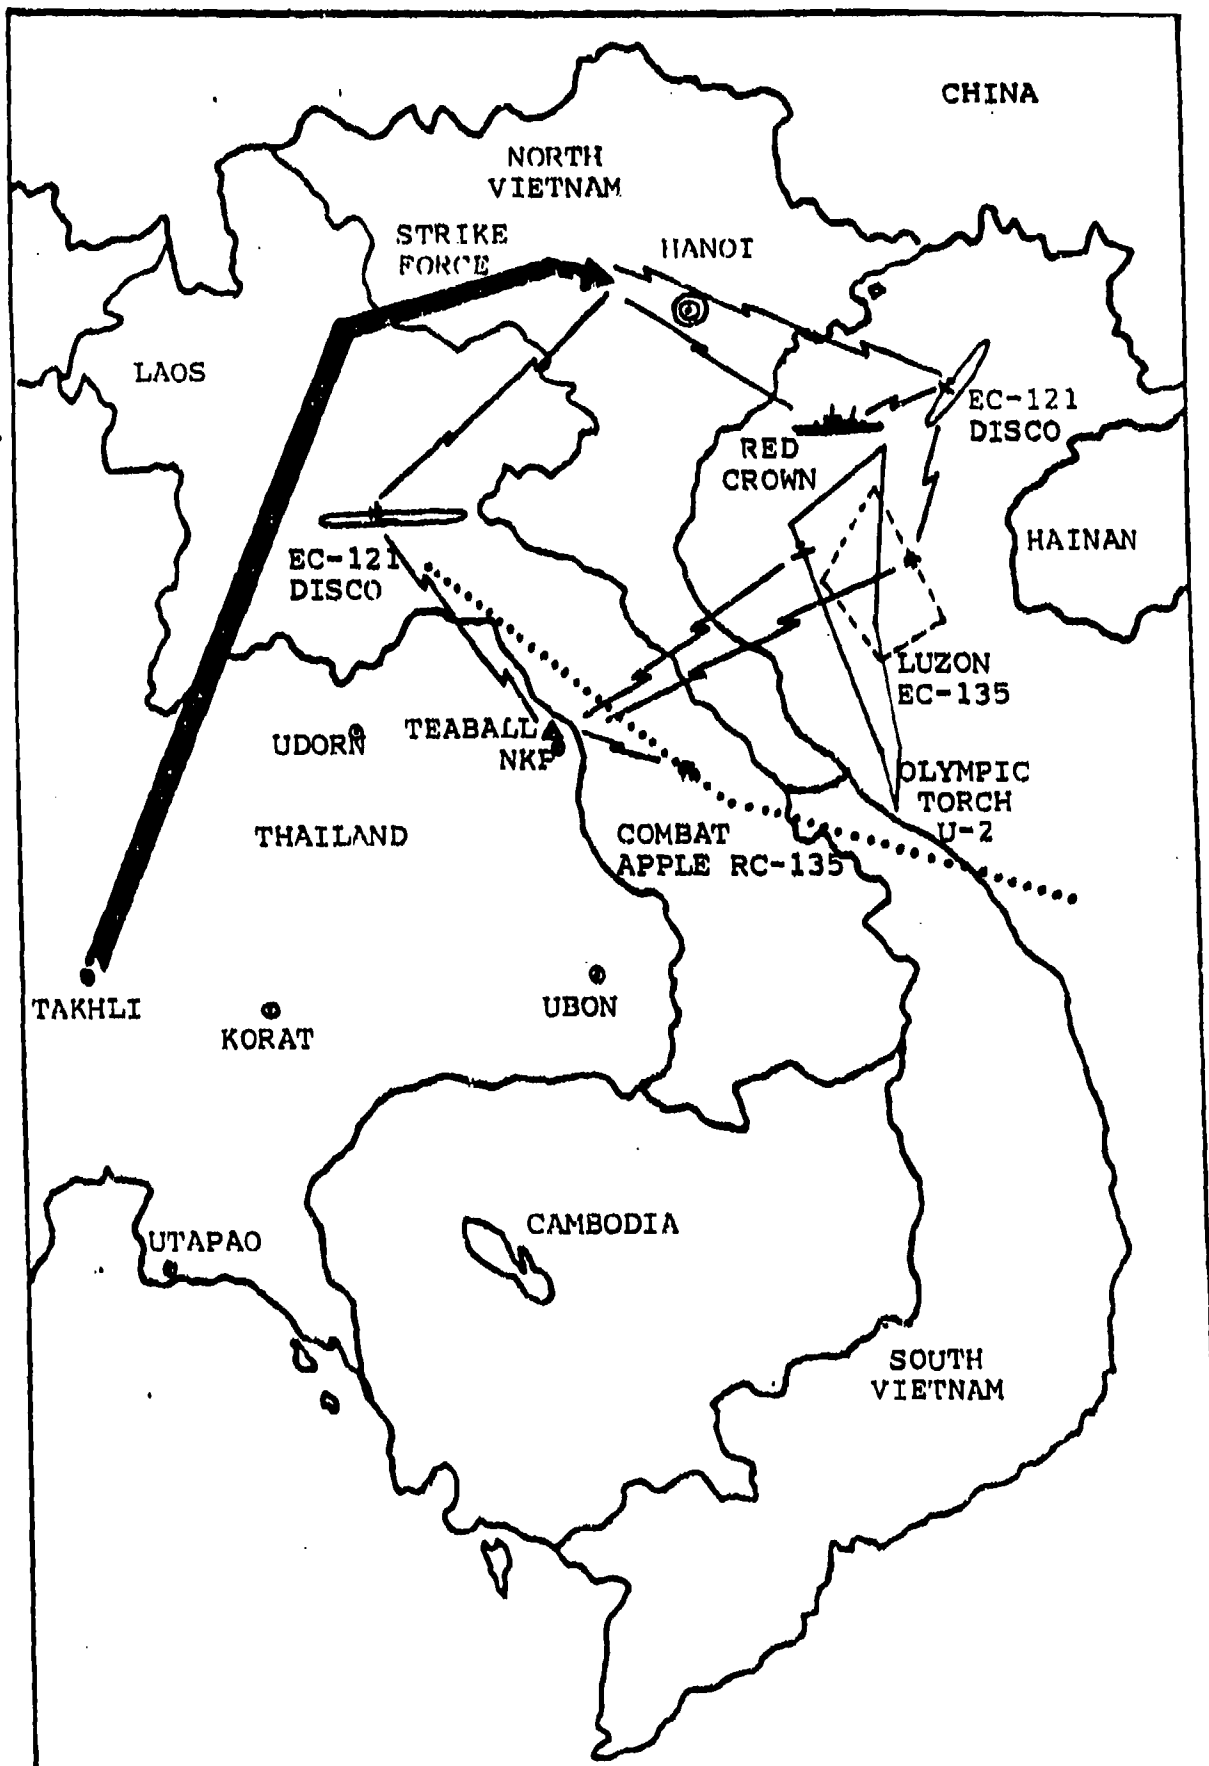 CHINA
NORTH
VIETNAM
STRIKE
FORCE
HANOI
LAOS
EC-121
DISCO
RED
CROWN
HAINAN
EC-121
DISCO
LUZON
EC-135
UDORN
TEABALL
NKP
OLYMPIC
TORCH
U-2
THAILAND
COMBAT
APPLE RC-135
TAKHLI
KORAT
UBON
CAMBODIA
UTAPAO
SOUTH
VIETNAM